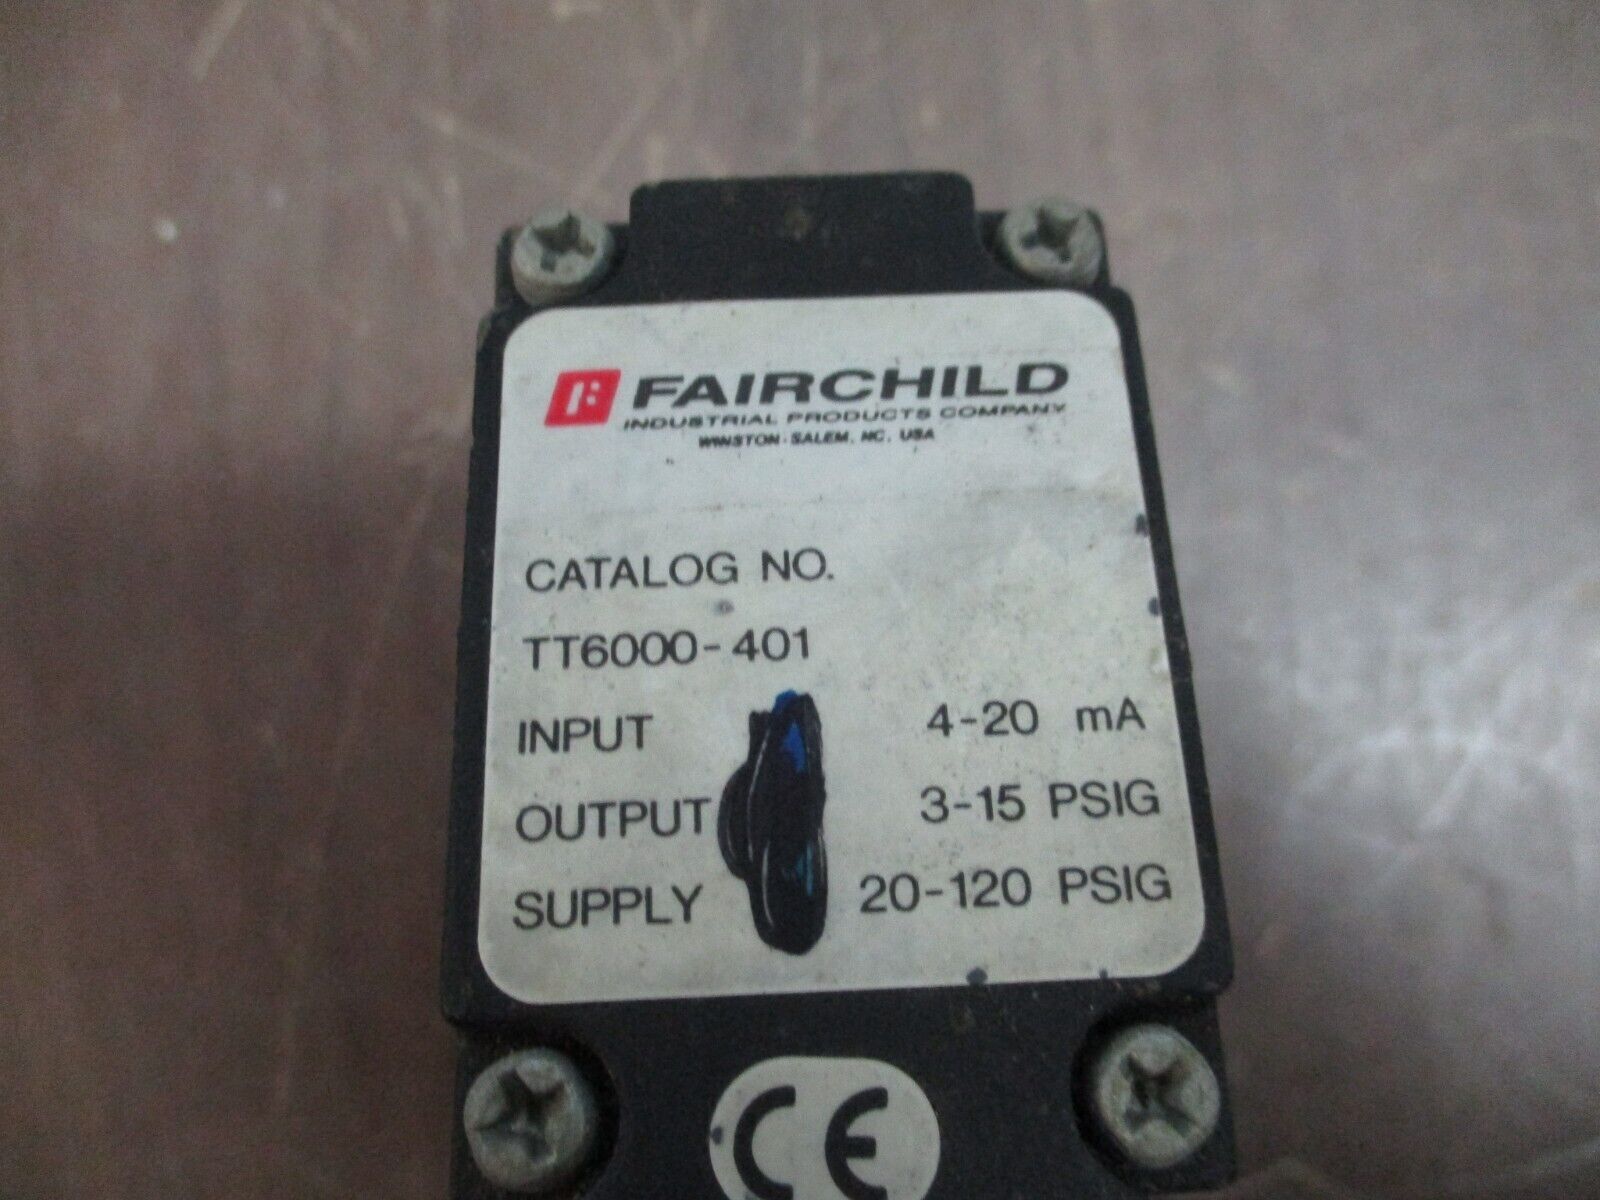 FAIRCHILD
INDUSTRIAL PRODUCTS COMPANY
WINSTON-SALEM, NC, USA
CATALOG NO.
TT6000-401
INPUT 4-20 mA
OUTPUT 3-15 PSIG
SUPPLY 20-120 PSIG
CE